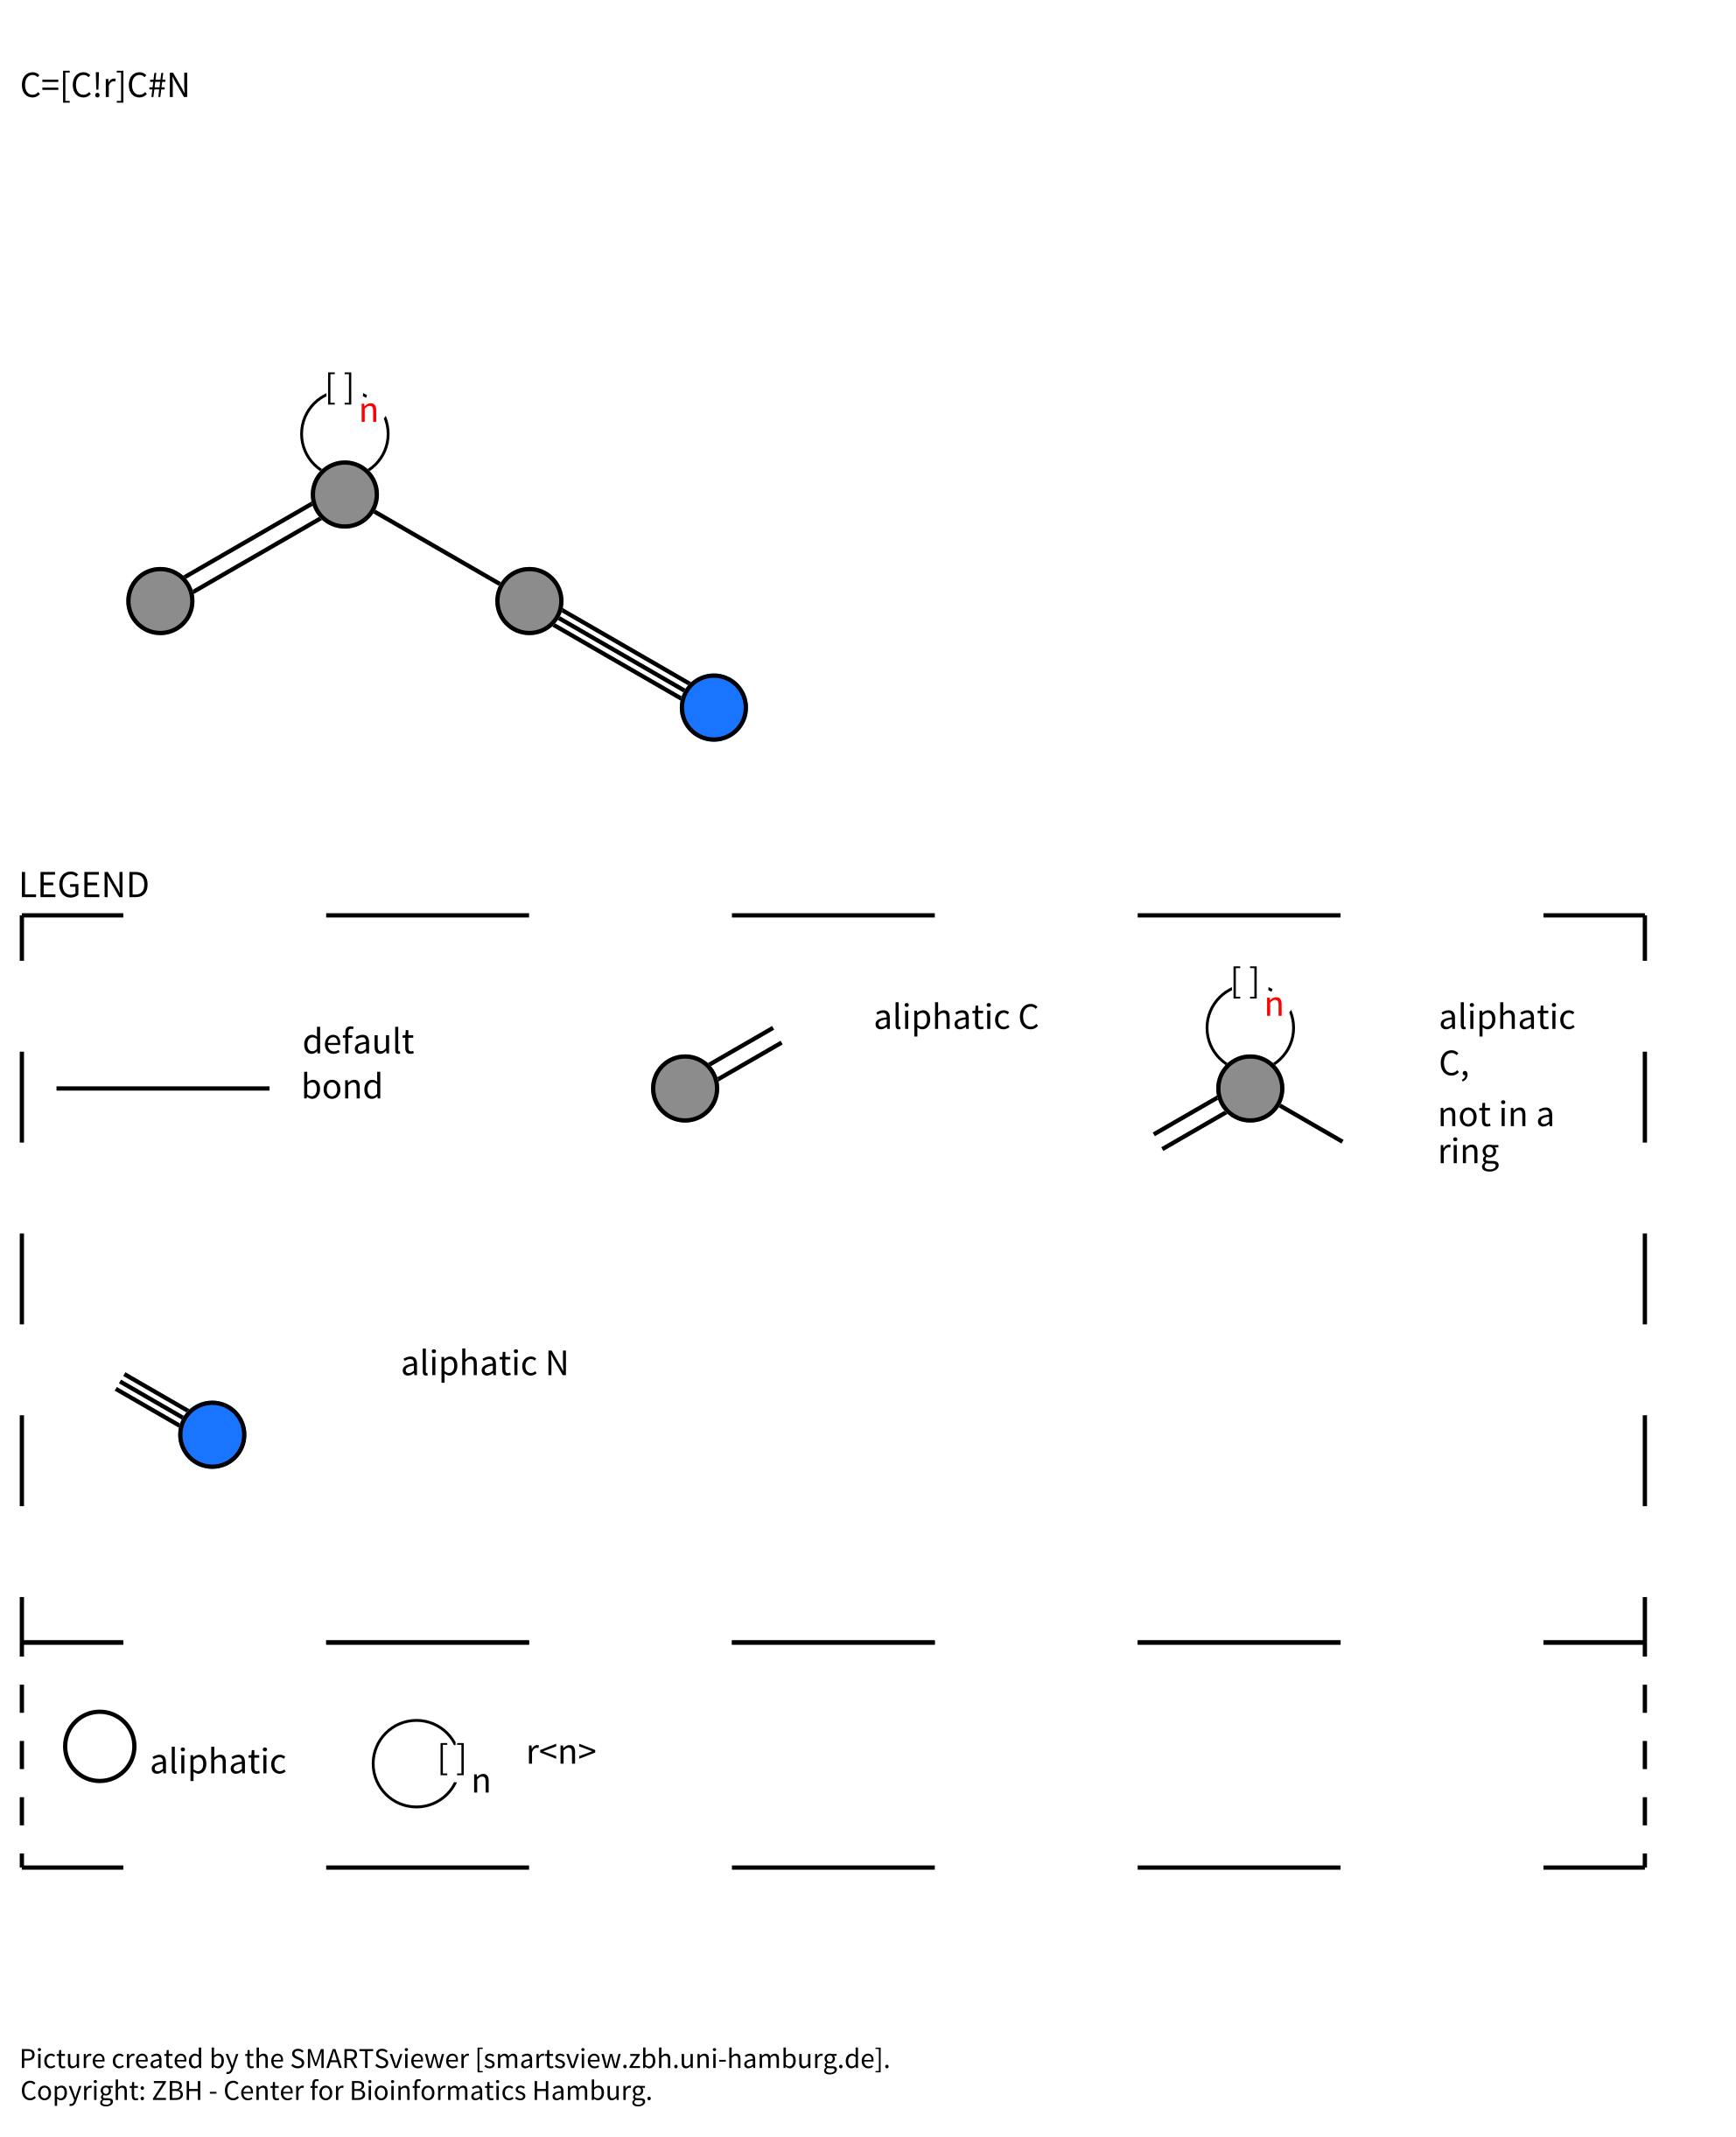 C=[C!r]C#N
[ ]
n
LEGEND
default
bond
aliphatic C
[ ]
n
aliphatic
C,
not in a
ring
aliphatic N
aliphatic
[ ]
n
r<n>
Picture created by the SMARTSviewer [smartsview.zbh.uni-hamburg.de].
Copyright: ZBH - Center for Bioinformatics Hamburg.